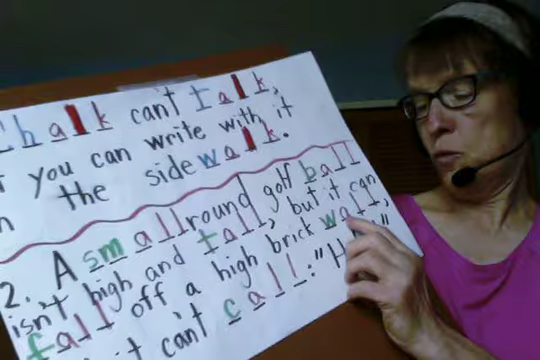 chalk can't talk,
you can write with it
the sidewalk.
2. A small round golf ball
isn't high and tall, but it can
fall off a high brick wall,
it can't call: "H